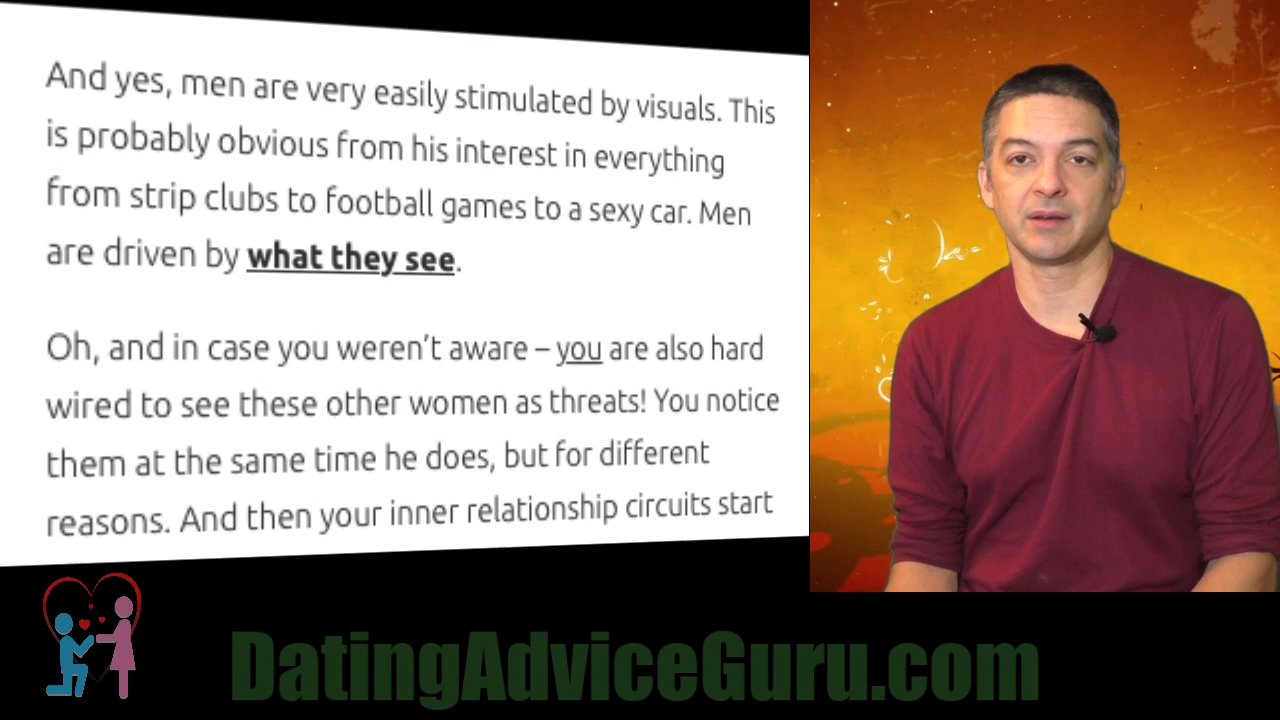 And yes, men are very easily stimulated by visuals. This
is probably obvious from his interest in everything
from strip clubs to football games to a sexy car. Men
are driven by what they see.
Oh, and in case you weren’t aware – you are also hard
wired to see these other women as threats! You notice
them at the same time he does, but for different
reasons. And then your inner relationship circuits start
DatingAdviceGuru.com